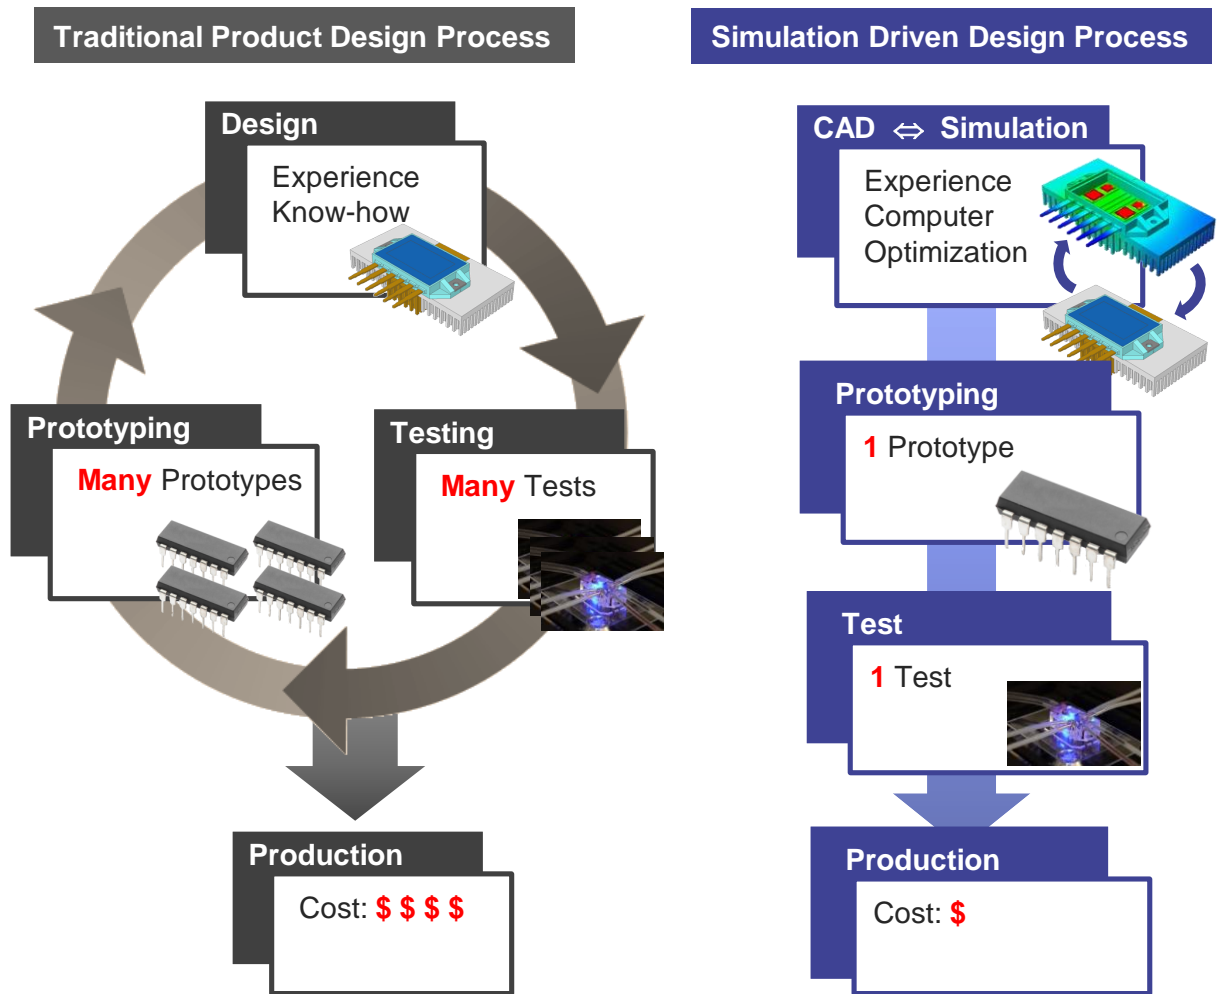 Traditional Product Design Process
Design
Experience
Know-how
Prototyping
Many Prototypes
Testing
Many Tests
Production
Cost: $ $ $ $
Simulation Driven Design Process
CAD ⇔ Simulation
Experience
Computer
Optimization
Prototyping
1 Prototype
Test
1 Test
Production
Cost: $